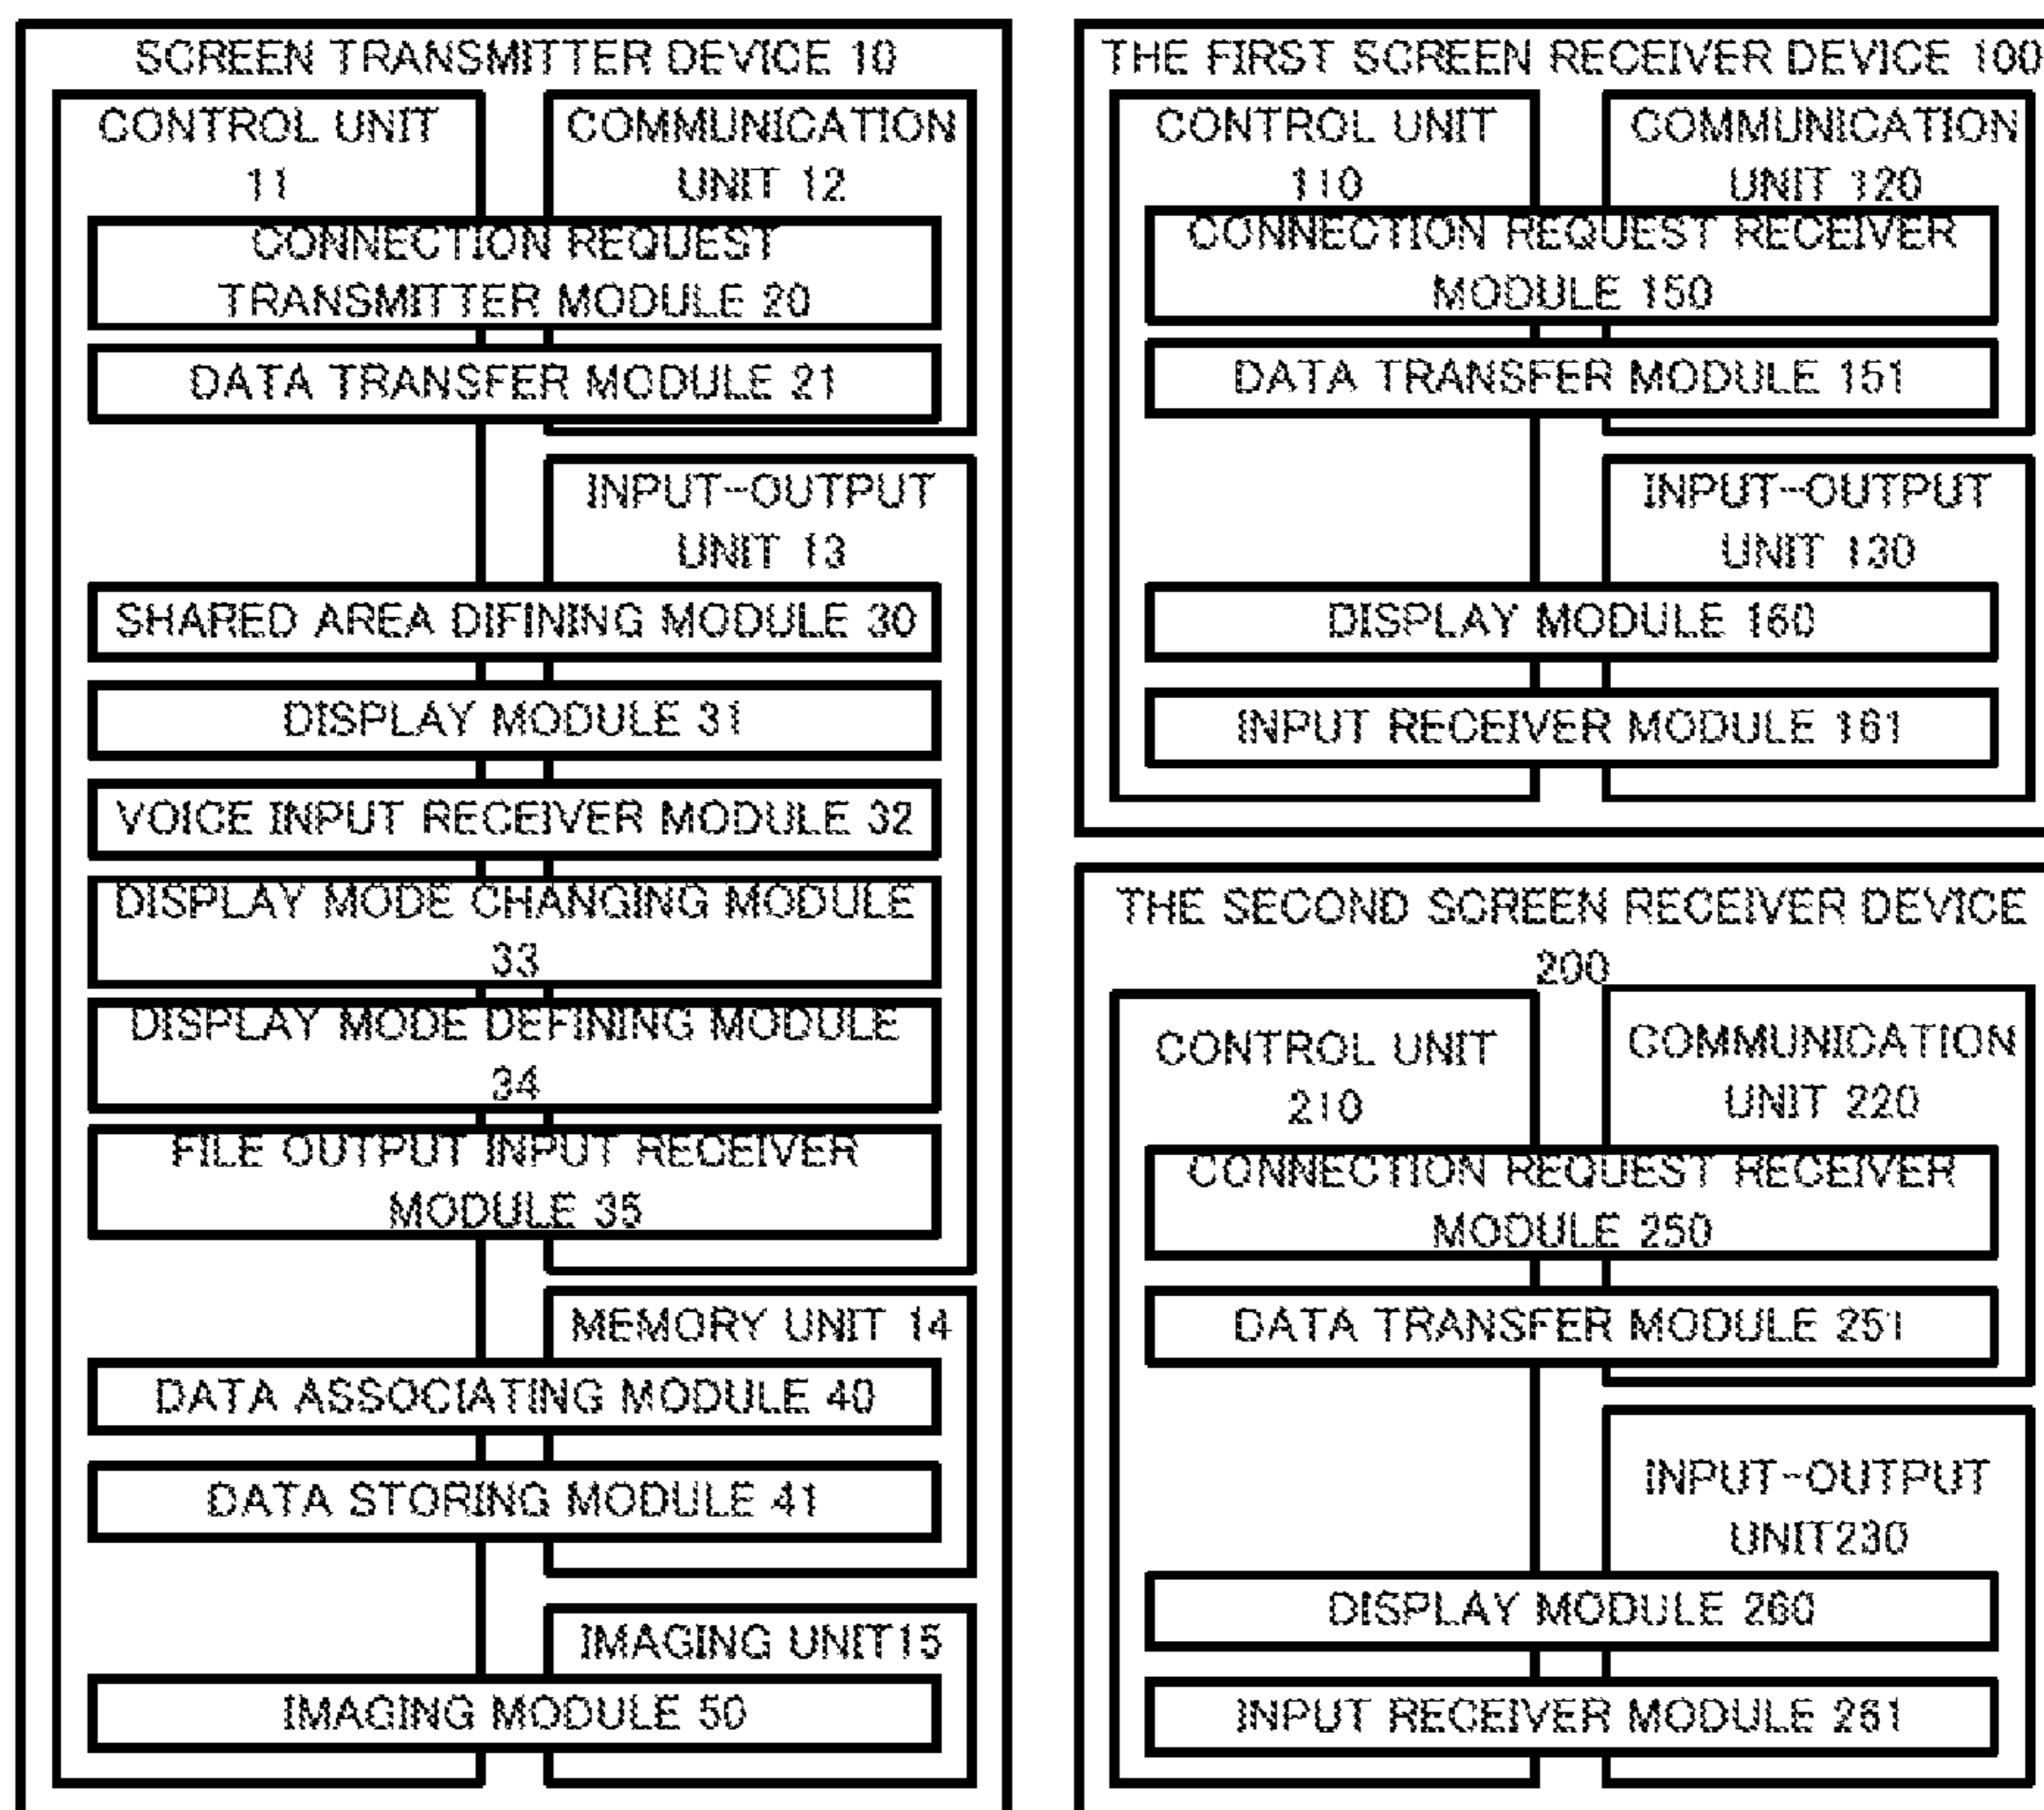 SCREEN TRANSMITTER DEVICE 10
CONTROL UNIT
11
COMMUNICATION
UNIT 12
CONNECTION REQUEST
TRANSMITTER MODULE 20
DATA TRANSFER MODULE 21
INPUT-OUTPUT
UNIT 13
SHARED AREA DIFINING MODULE 30
DISPLAY MODULE 31
VOICE INPUT RECEIVER MODULE 32
DISPLAY MODE CHANGING MODULE
33
DISPLAY MODE DEFINING MODULE
34
FILE OUTPUT INPUT RECEIVER
MODULE 35
MEMORY UNIT 14
DATA ASSOCIATING MODULE 40
DATA STORING MODULE 41
IMAGING UNIT15
IMAGING MODULE 50
THE FIRST SCREEN RECEIVER DEVICE 100
CONTROL UNIT
110
COMMUNICATION
UNIT 120
CONNECTION REQUEST RECEIVER
MODULE 150
DATA TRANSFER MODULE 151
INPUT-OUTPUT
UNIT 130
DISPLAY MODULE 160
INPUT RECEIVER MODULE 161
THE SECOND SCREEN RECEIVER DEVICE
200
CONTROL UNIT
210
COMMUNICATION
UNIT 220
CONNECTION REQUEST RECEIVER
MODULE 250
DATA TRANSFER MODULE 251
INPUT-OUTPUT
UNIT230
DISPLAY MODULE 260
INPUT RECEIVER MODULE 261